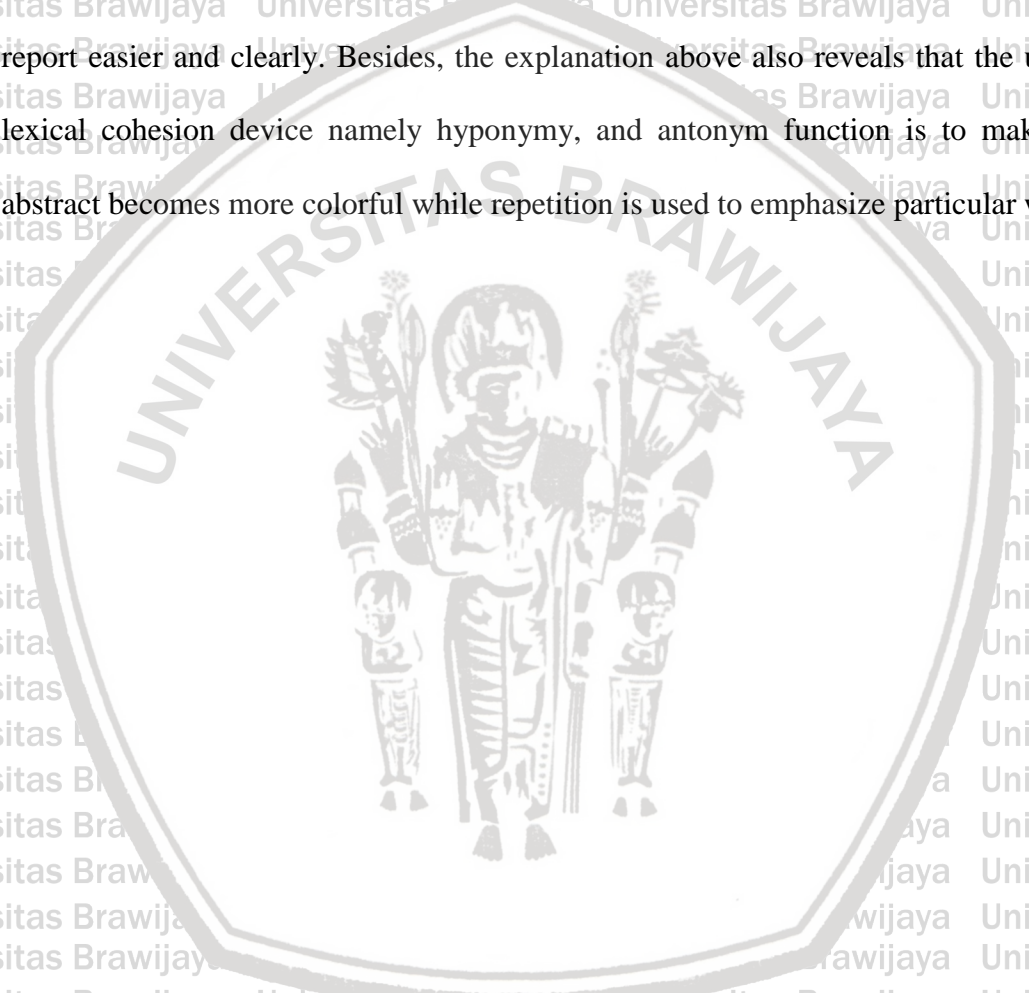 report easier and clearly. Besides, the explanation above also reveals that the
lexical cohesion device namely hyponymy, and antonym function is to
abstract becomes more colorful while repetition is used to emphasize particular
UNIVERSITAS BRAWIJAYA